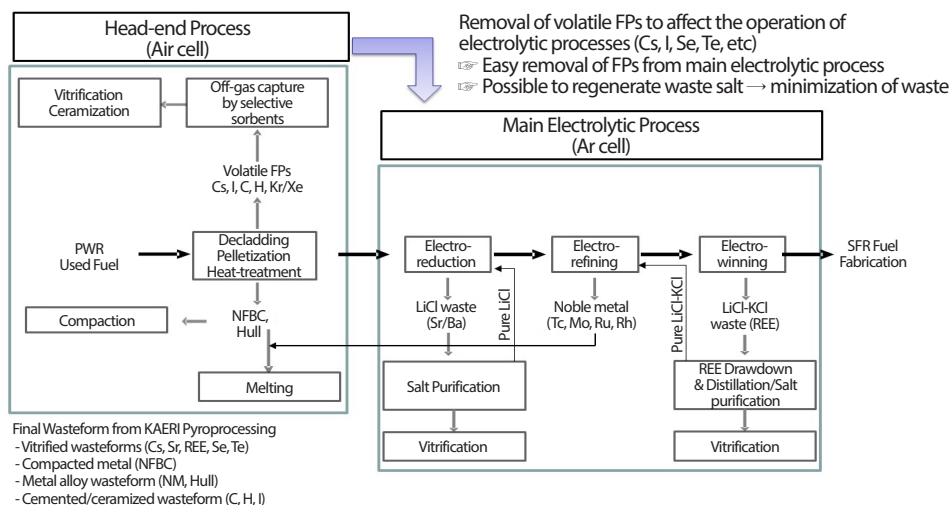 Head-end Process
(Air cell)
Removal of volatile FPs to affect the operation of
electrolytic processes (Cs, I, Se, Te, etc)
☞ Easy removal of FPs from main electrolytic process
☞ Possible to regenerate waste salt → minimization of waste
Vitrification
Ceramization
Off-gas capture
by selective
sorbents
Volatile FPs
Cs, I, C, H, Kr/Xe
PWR
Used Fuel
Decladding
Pelletization
Heat-treatment
Compaction
NFBC,
Hull
Melting
Main Electrolytic Process
(Ar cell)
Electro-
reduction
Electro-
refining
Electro-
winning
SFR Fuel
Fabrication
LiCl waste
(Sr/Ba)
Pure LiCl
Noble metal
(Tc, Mo, Ru, Rh)
Pure LiCl-KCl
LiCl-KCl
waste (REE)
Salt Purification
REE Drawdown
& Distillation/Salt
purification
Vitrification
Vitrification
Final Wasteform from KAERI Pyroprocessing
- Vitrified wasteforms (Cs, Sr, REE, Se, Te)
- Compacted metal (NFBC)
- Metal alloy wasteform (NM, Hull)
- Cemented/ceramized wasteform (C, H, I)